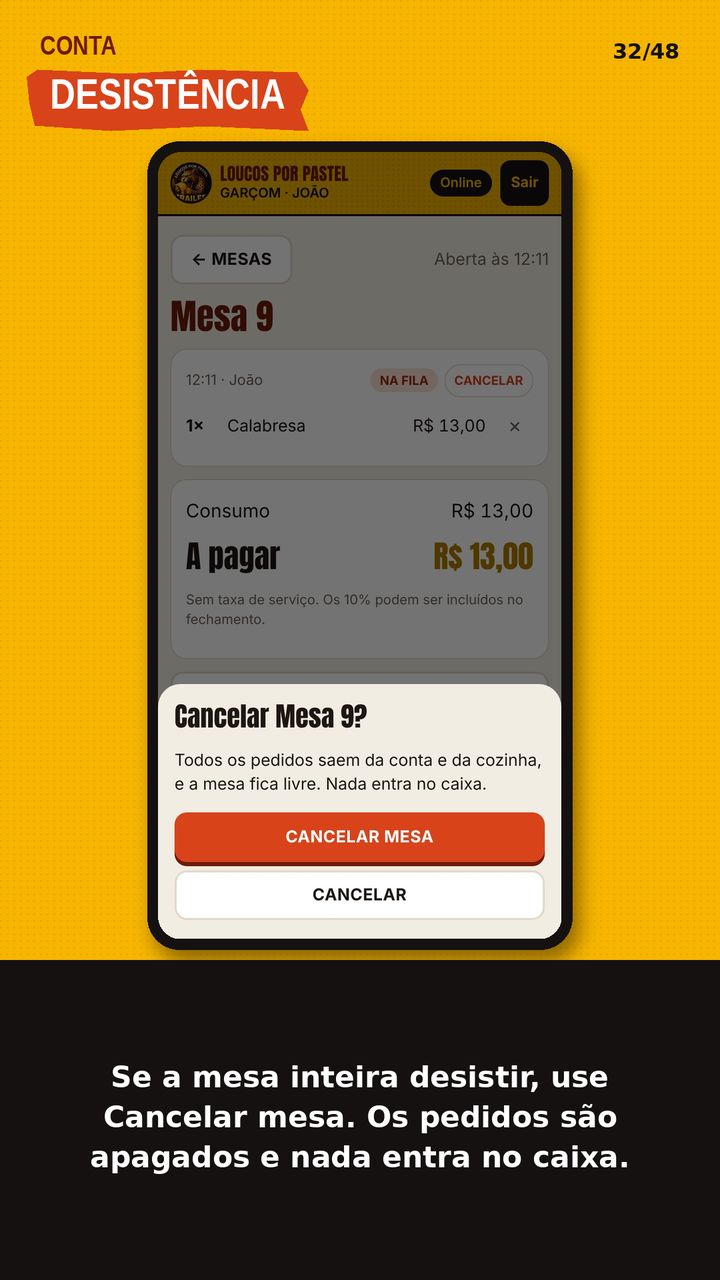 CONTA
32/48
DESISTÊNCIA
LOUCOS POR PASTEL
GARÇOM · JOÃO
Online
Sair
← MESAS
Aberta às 12:11
Mesa 9
12:11 · João
NA FILA
CANCELAR
1× Calabresa R$ 13,00 ×
Consumo R$ 13,00
A pagar R$ 13,00
Sem taxa de serviço. Os 10% podem ser incluídos no
fechamento.
Cancelar Mesa 9?
Todos os pedidos saem da conta e da cozinha,
e a mesa fica livre. Nada entra no caixa.
CANCELAR MESA
CANCELAR
Se a mesa inteira desistir, use
Cancelar mesa. Os pedidos são
apagados e nada entra no caixa.